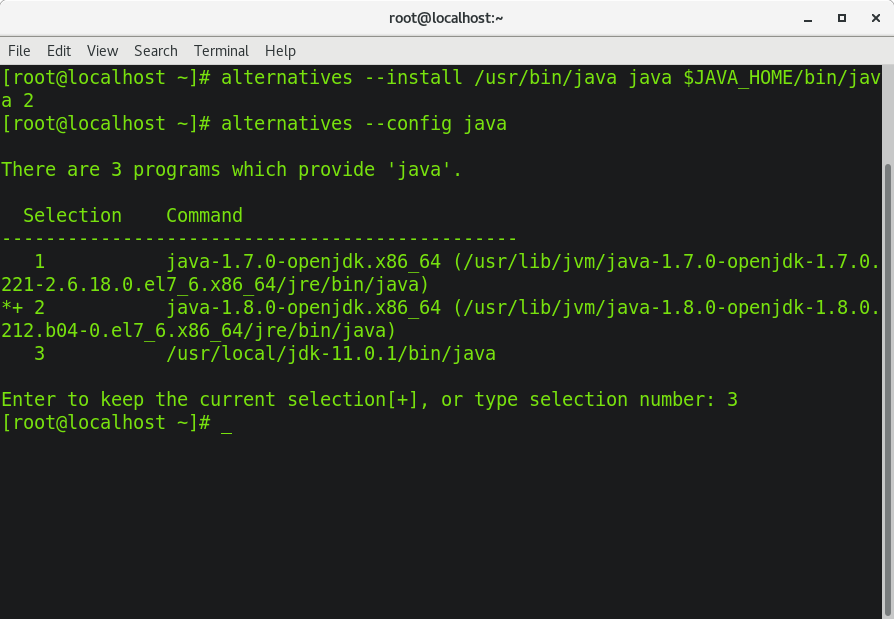 root@localhost:~
File Edit View Search Terminal Help
[root@localhost ~]# alternatives --install /usr/bin/java java $JAVA_HOME/bin/jav
a 2
[root@localhost ~]# alternatives --config java
There are 3 programs which provide 'java'.
  Selection    Command
-----------------------------------------------
   1           java-1.7.0-openjdk.x86_64 (/usr/lib/jvm/java-1.7.0-openjdk-1.7.0.
221-2.6.18.0.el7_6.x86_64/jre/bin/java)
*+ 2           java-1.8.0-openjdk.x86_64 (/usr/lib/jvm/java-1.8.0-openjdk-1.8.0.
212.b04-0.el7_6.x86_64/jre/bin/java)
   3           /usr/local/jdk-11.0.1/bin/java
Enter to keep the current selection[+], or type selection number: 3
[root@localhost ~]# _